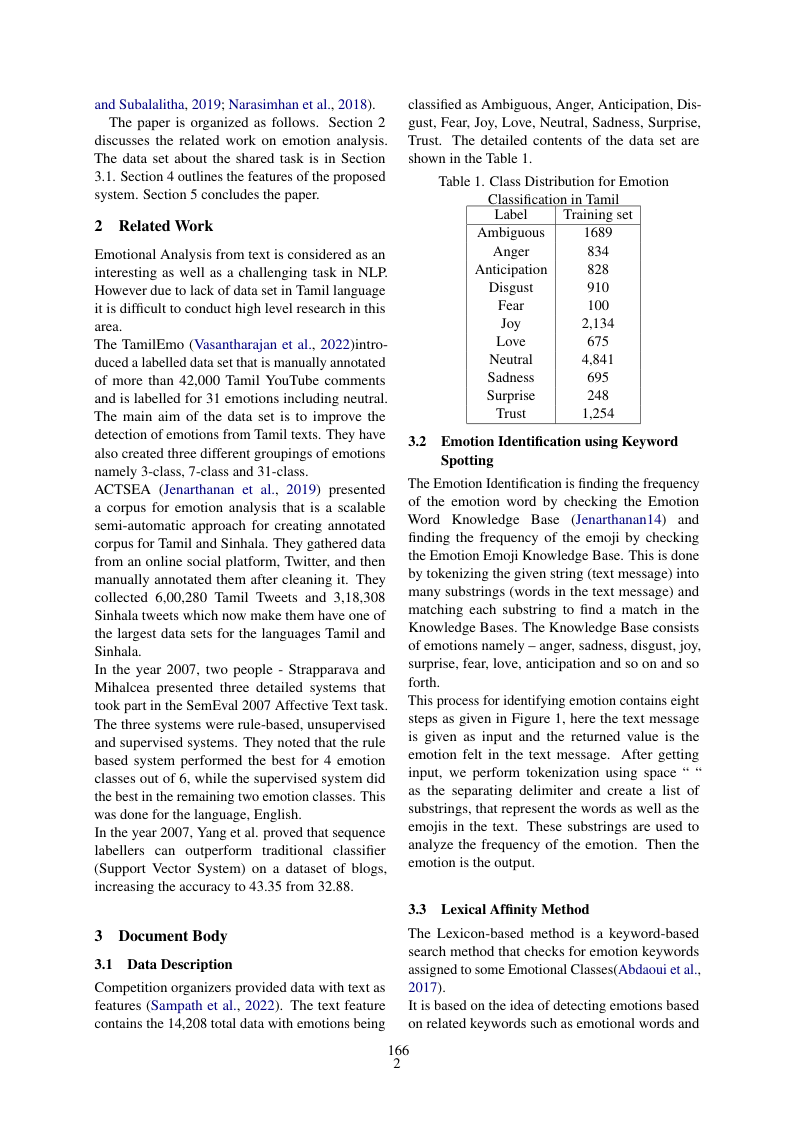 and Subalalitha, 2019; Narasimhan et al., 2018).
The paper is organized as follows. Section 2
discusses the related work on emotion analysis.
The data set about the shared task is in Section
3.1. Section 4 outlines the features of the proposed
system. Section 5 concludes the paper.
2 Related Work
Emotional Analysis from text is considered as an
interesting as well as a challenging task in NLP.
However due to lack of data set in Tamil language
it is difficult to conduct high level research in this
area.
The TamilEmo (Vasantharajan et al., 2022)intro-
duced a labelled data set that is manually annotated
of more than 42,000 Tamil YouTube comments
and is labelled for 31 emotions including neutral.
The main aim of the data set is to improve the
detection of emotions from Tamil texts. They have
also created three different groupings of emotions
namely 3-class, 7-class and 31-class.
ACTSEA (Jenarthanan et al., 2019) presented
a corpus for emotion analysis that is a scalable
semi-automatic approach for creating annotated
corpus for Tamil and Sinhala. They gathered data
from an online social platform, Twitter, and then
manually annotated them after cleaning it. They
collected 6,00,280 Tamil Tweets and 3,18,308
Sinhala tweets which now make them have one of
the largest data sets for the languages Tamil and
Sinhala.
In the year 2007, two people - Strapparava and
Mihalcea presented three detailed systems that
took part in the SemEval 2007 Affective Text task.
The three systems were rule-based, unsupervised
and supervised systems. They noted that the rule
based system performed the best for 4 emotion
classes out of 6, while the supervised system did
the best in the remaining two emotion classes. This
was done for the language, English.
In the year 2007, Yang et al. proved that sequence
labellers can outperform traditional classifier
(Support Vector System) on a dataset of blogs,
increasing the accuracy to 43.35 from 32.88.
3 Document Body
3.1 Data Description
Competition organizers provided data with text as
features (Sampath et al., 2022). The text feature
contains the 14,208 total data with emotions being
classified as Ambiguous, Anger, Anticipation, Dis-
gust, Fear, Joy, Love, Neutral, Sadness, Surprise,
Trust. The detailed contents of the data set are
shown in the Table 1.
Table 1. Class Distribution for Emotion
Classification in Tamil
Label Training set
Ambiguous 1689
Anger 834
Anticipation 828
Disgust 910
Fear 100
Joy 2,134
Love 675
Neutral 4,841
Sadness 695
Surprise 248
Trust 1,254
3.2 Emotion Identification using Keyword
Spotting
The Emotion Identification is finding the frequency
of the emotion word by checking the Emotion
Word Knowledge Base (Jenarthanan14) and
finding the frequency of the emoji by checking
the Emotion Emoji Knowledge Base. This is done
by tokenizing the given string (text message) into
many substrings (words in the text message) and
matching each substring to find a match in the
Knowledge Bases. The Knowledge Base consists
of emotions namely – anger, sadness, disgust, joy,
surprise, fear, love, anticipation and so on and so
forth.
This process for identifying emotion contains eight
steps as given in Figure 1, here the text message
is given as input and the returned value is the
emotion felt in the text message. After getting
input, we perform tokenization using space “ “
as the separating delimiter and create a list of
substrings, that represent the words as well as the
emojis in the text. These substrings are used to
analyze the frequency of the emotion. Then the
emotion is the output.
3.3 Lexical Affinity Method
The Lexicon-based method is a keyword-based
search method that checks for emotion keywords
assigned to some Emotional Classes(Abdaoui et al.,
2017).
It is based on the idea of detecting emotions based
on related keywords such as emotional words and
166
2